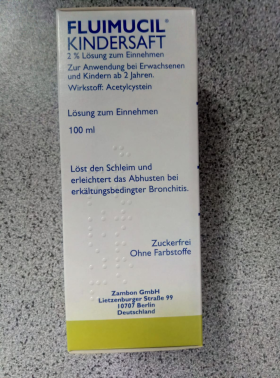 FLUIMUCIL®
KINDERSAFT
2 % Lösung zum Einnehmen
Zur Anwendung bei Erwachsenen
und Kindern ab 2 Jahren.
Wirkstoff: Acetylcystein
Lösung zum Einnehmen
100 ml
Löst den Schleim und
erleichtert das Abhusten bei
erkältungsbedingter Bronchitis.
Zuckerfrei
Ohne Farbstoffe
Zambon GmbH
Lietzenburger Straße 99
10707 Berlin
Deutschland